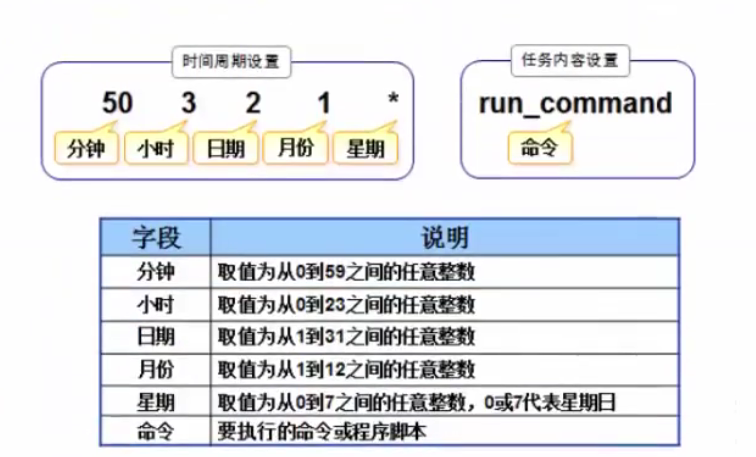 时间周期设置
任务内容设置
50 3 2 1 *
run_command
分钟 小时 日期 月份 星期
命令
字段 说明
分钟 取值为从0到59之间的任意整数
小时 取值为从0到23之间的任意整数
日期 取值为从1到31之间的任意整数
月份 取值为从1到12之间的任意整数
星期 取值为从0到7之间的任意整数，0或7代表星期日
命令 要执行的命令或程序脚本